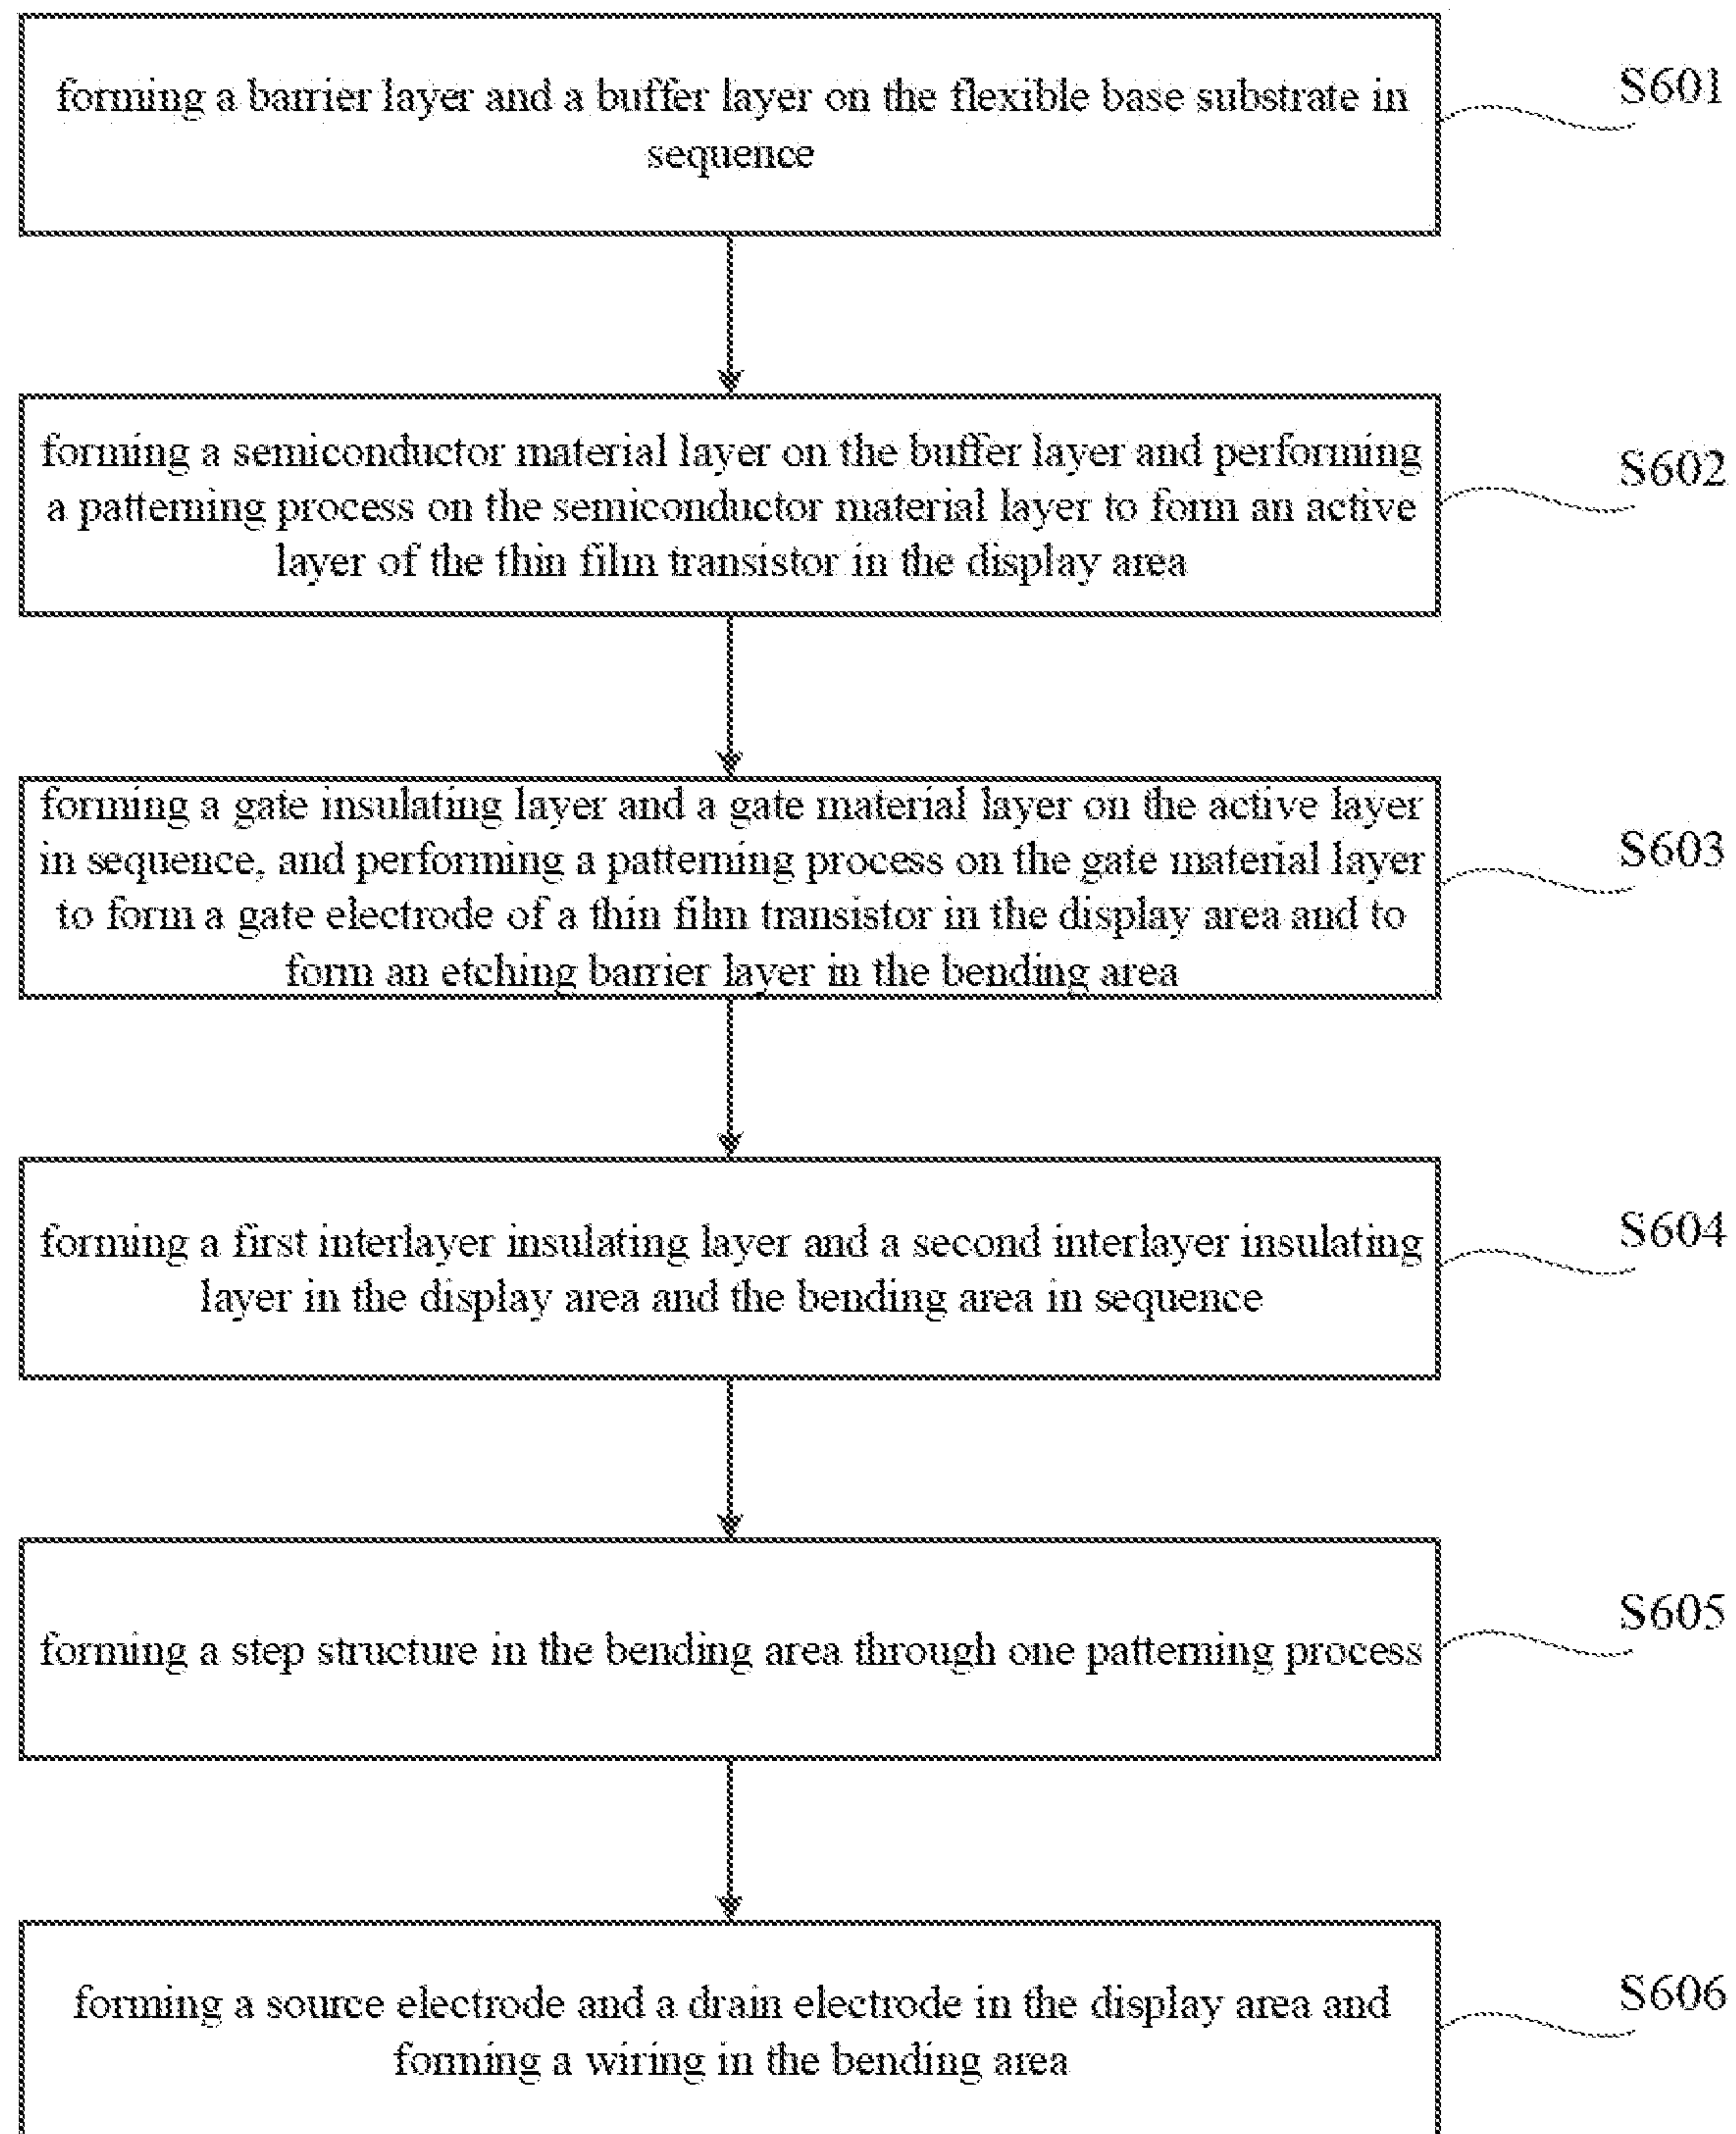 forming a barrier layer and a buffer layer on the flexible base substrate in
sequence
S601
forming a semiconductor material layer on the buffer layer and performing
a patterning process on the semiconductor material layer to form an active
layer of the thin film transistor in the display area
S602
forming a gate insulating layer and a gate material layer on the active layer
in sequence, and performing a patterning process on the gate material layer
to form a gate electrode of a thin film transistor in the display area and to
form an etching barrier layer in the bending area
S603
forming a first interlayer insulating layer and a second interlayer insulating
layer in the display area and the bending area in sequence
S604
forming a step structure in the bending area through one patterning process
S605
forming a source electrode and a drain electrode in the display area and
forming a wiring in the bending area
S606